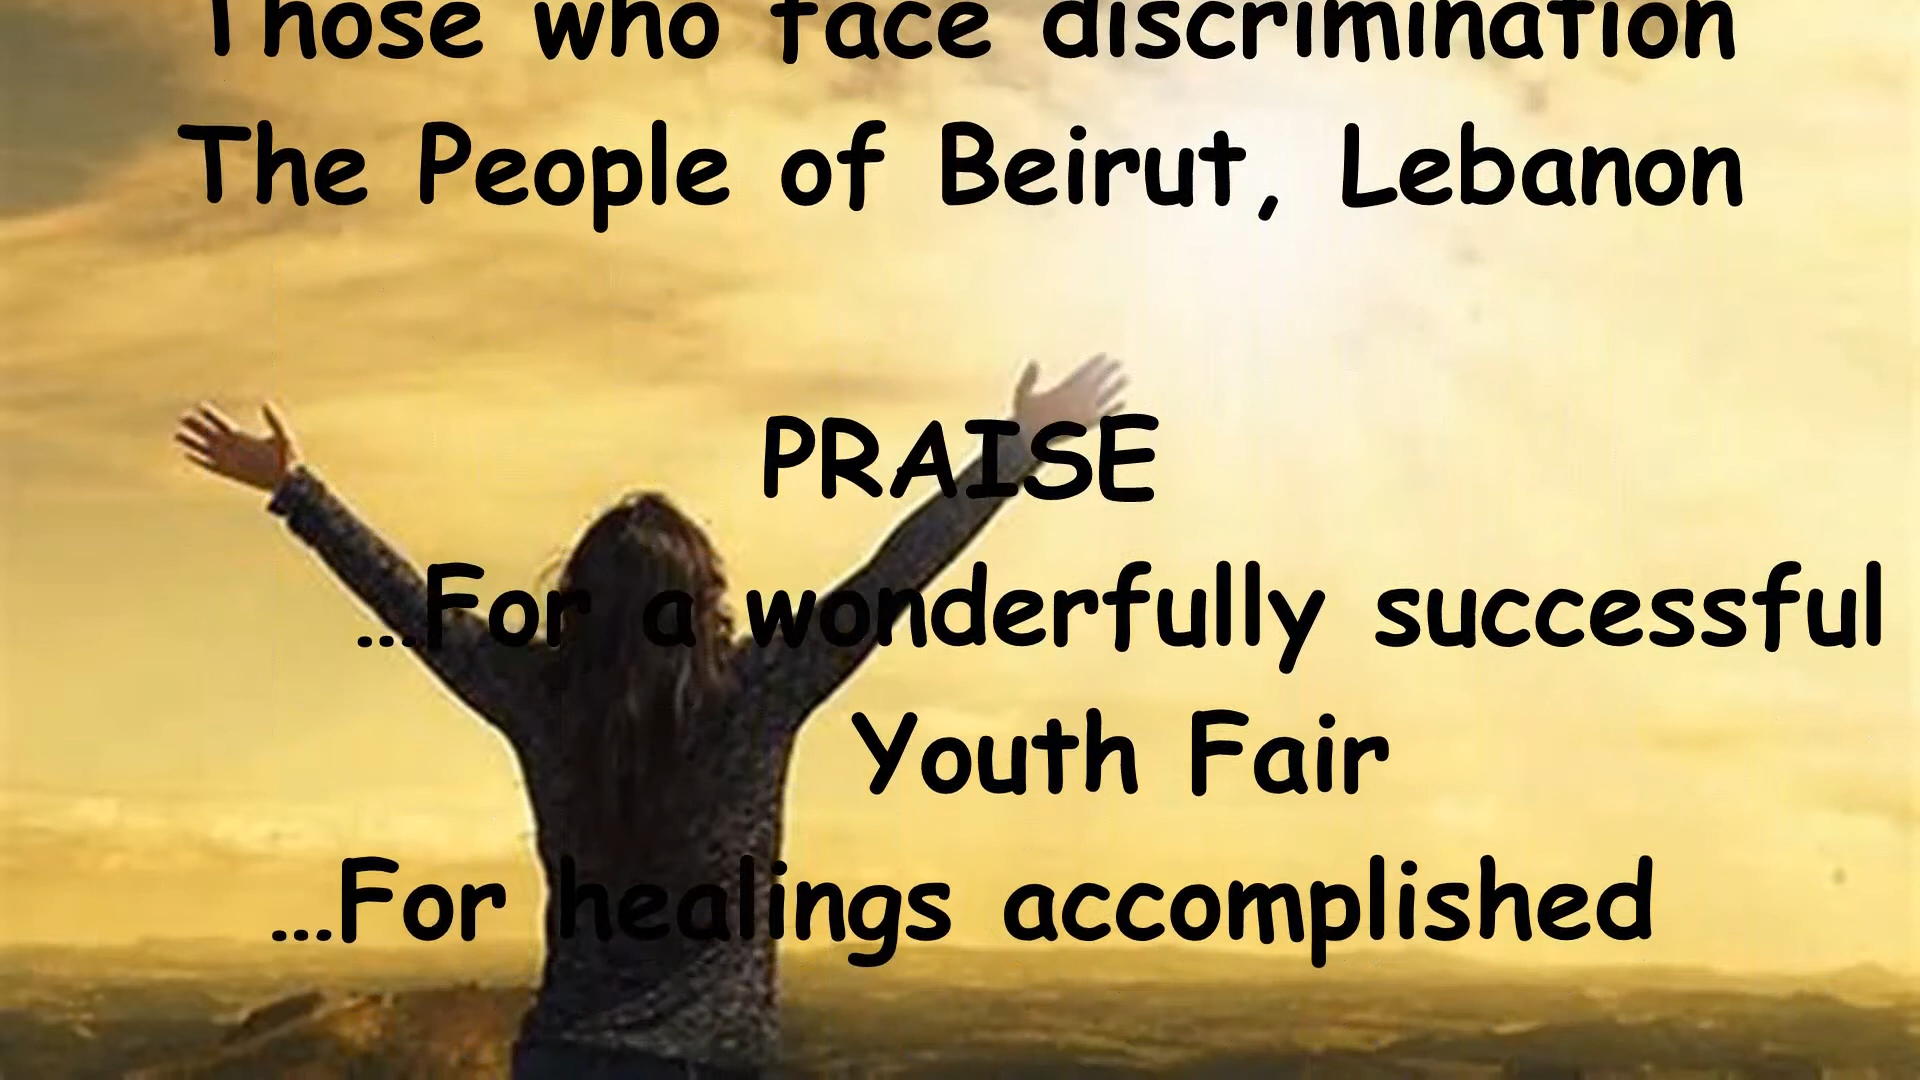 Those who face discrimination
The People of Beirut, Lebanon
PRAISE
...For a wonderfully successful
Youth Fair
...For healings accomplished